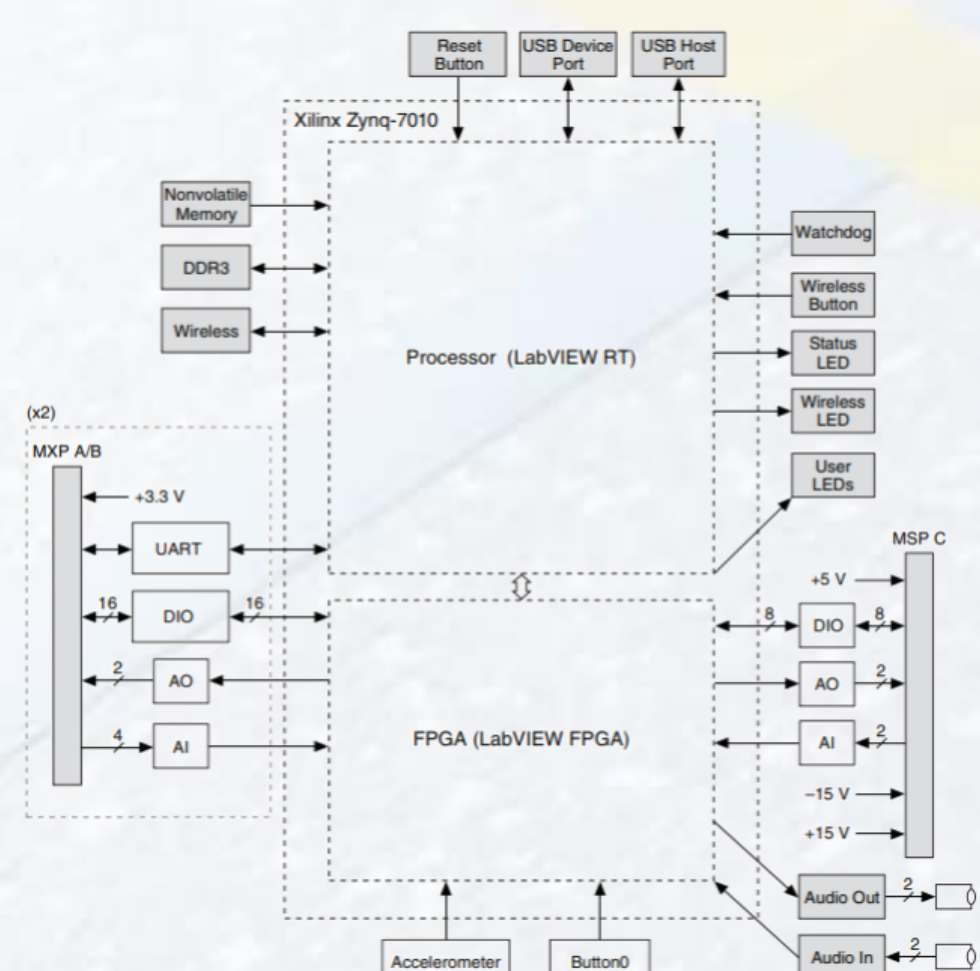 Reset
Button
USB Device
Port
USB Host
Port
Xilinx Zynq-7010
Nonvolatile
Memory
DDR3
Wireless
Watchdog
Wireless
Button
Status
LED
Wireless
LED
User
LEDs
Processor (LabVIEW RT)
(x2)
MXP A/B
+3.3 V
UART
16
DIO
16
2
AO
4
AI
FPGA (LabVIEW FPGA)
MSP C
+5 V
8
DIO
8
AO
2
AI
2
−15 V
+15 V
Audio Out
2
Audio In
2
Accelerometer
Button0